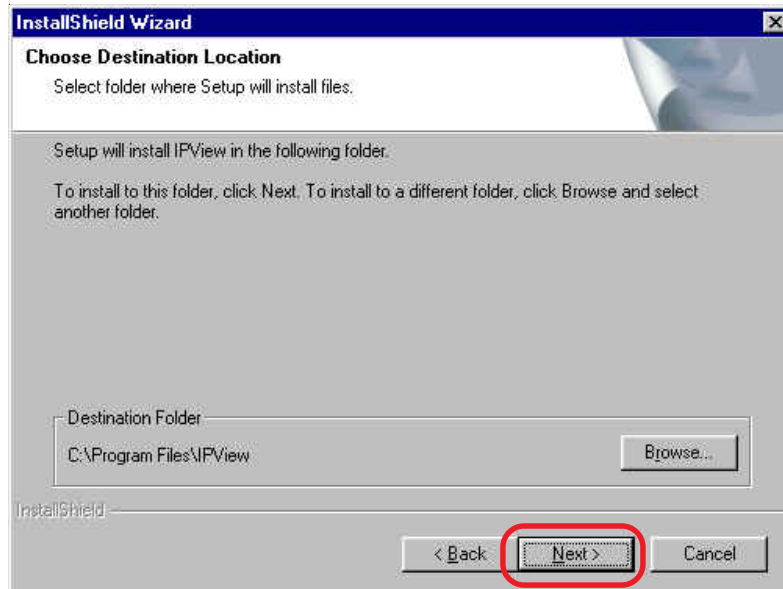 InstallShield Wizard
Choose Destination Location
Select folder where Setup will install files.
Setup will install IPView in the following folder.
To install to this folder, click Next. To install to a different folder, click Browse and select
another folder.
Destination Folder
C:\Program Files\IPView
Browse...
InstallShield
< Back
Next >
Cancel